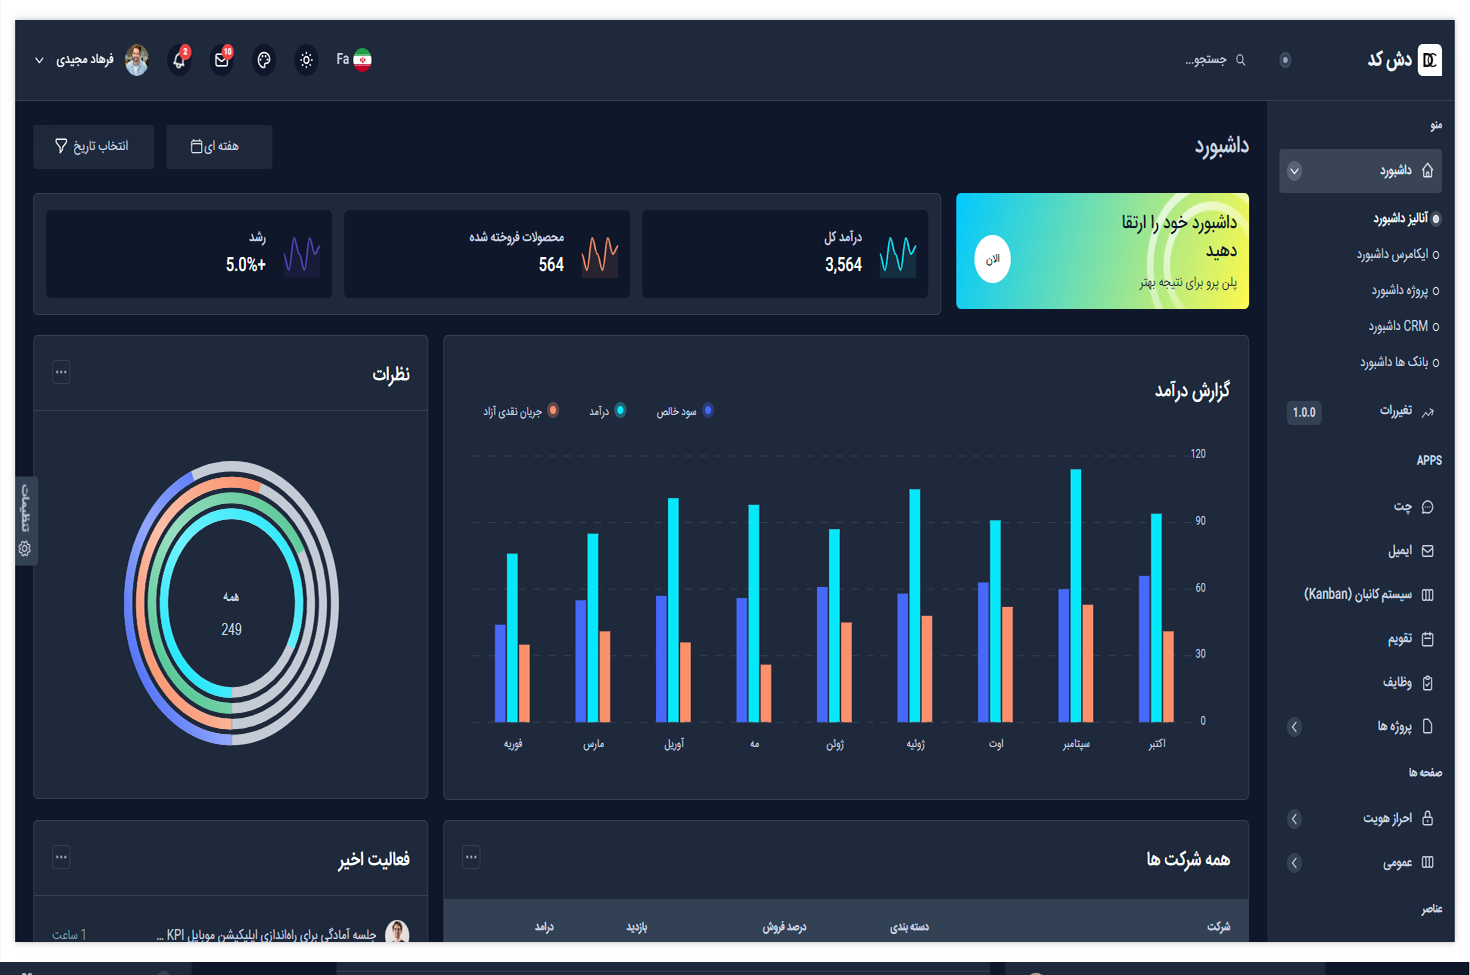 دش کد
جستجو...
Fa
10
2
فرهاد مجیدی
منو
داشبورد
آنالیز داشبورد
ایکامرس داشبورد
پروژه داشبورد
CRM داشبورد
بانک ها داشبورد
تغییرات
1.0.0
APPS
چت
ایمیل
سیستم کانبان (Kanban)
تقویم
وظایف
پروژه ها
صفحه ها
احراز هویت
عمومی
عناصر
داشبورد
هفته ای
انتخاب تاریخ
داشبورد خود را ارتقا
دهید
پلن پرو برای نتیجه بهتر
الان
درآمد کل
3,564
محصولات فروخته شده
564
رشد
5.0%+
گزارش درآمد
سود خالص
درآمد
جریان نقدی آزاد
120
90
60
30
0
فوریه
مارس
آوریل
مه
ژوئن
ژوئیه
اوت
سپتامبر
اکتبر
نظرات
همه
249
تنظیمات
همه شرکت ها
شرکت
دسته بندی
درصد فروش
بازدید
درامد
فعالیت اخیر
جلسه آمادگی برای راه‌اندازی اپلیکیشن موبایل KPI ...
1 ساعت